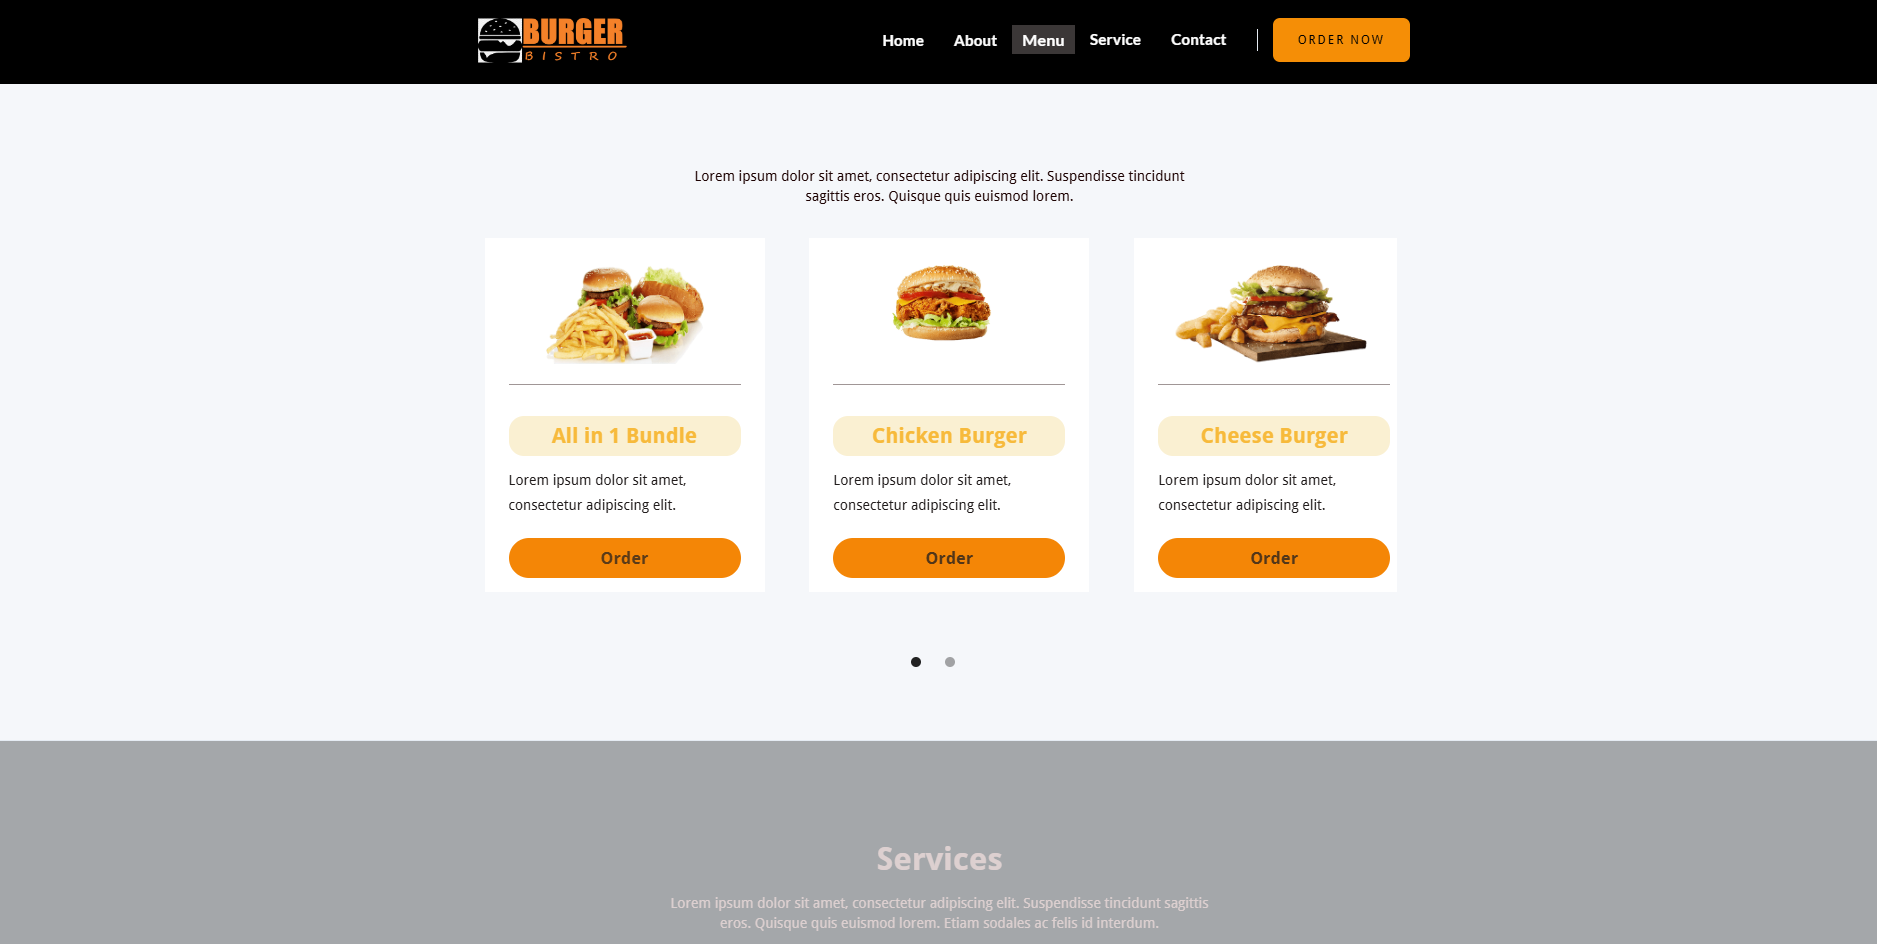 BURGER
BISTRO
Home
About
Menu
Service
Contact
ORDER NOW
Lorem ipsum dolor sit amet, consectetur adipiscing elit. Suspendisse tincidunt
sagittis eros. Quisque quis euismod lorem.
All in 1 Bundle
Lorem ipsum dolor sit amet,
consectetur adipiscing elit.
Order
Chicken Burger
Lorem ipsum dolor sit amet,
consectetur adipiscing elit.
Order
Cheese Burger
Lorem ipsum dolor sit amet,
consectetur adipiscing elit.
Order
Services
Lorem ipsum dolor sit amet, consectetur adipiscing elit. Suspendisse tincidunt sagittis
eros. Quisque quis euismod lorem. Etiam sodales ac felis id interdum.